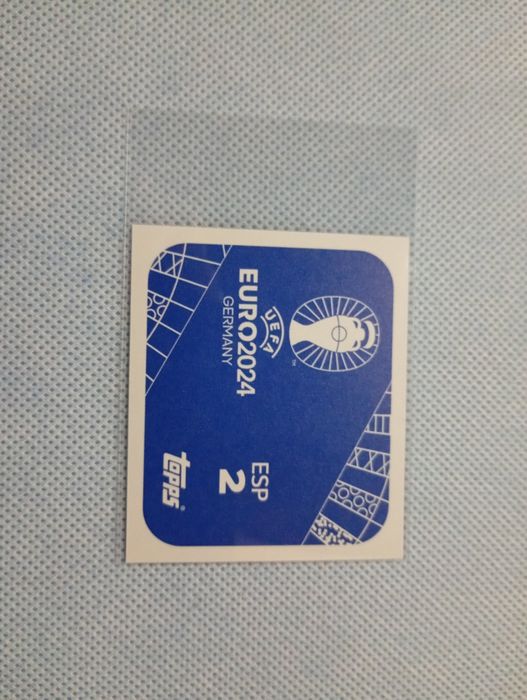 UEFA
EURO2024
GERMANY
TM
ESP
2
topps®